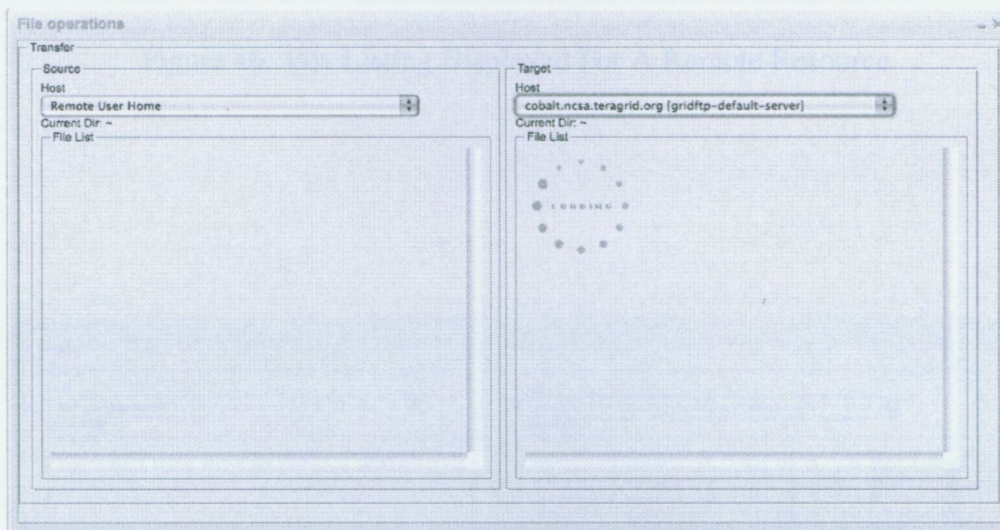 File operations
Transfer
Source
Host
Remote User Home
Current Dir: ~
File List
Target
Host
cobalt.ncsa.teragrid.org (gridftp-default-server)
Current Dir: ~
File List
LOADING